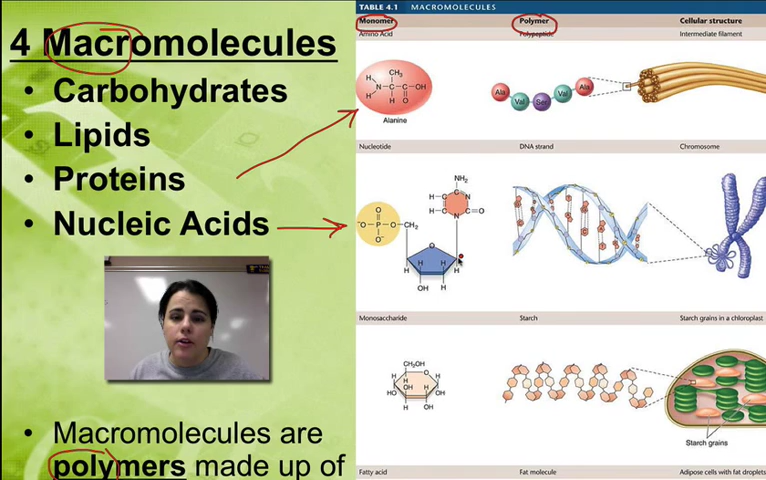 4 Macromolecules
• Carbohydrates
• Lipids
• Proteins
• Nucleic Acids
• Macromolecules are
polymers made up of
TABLE 4.1 MACROMOLECULES
Monomer Polymer Cellular structure
Amino Acid Polypeptide Intermediate filament
CH₃
H
N C C OH
H H O
Alanine
Ala Val Ser Val Ala
Nucleotide DNA strand Chromosome
NH₂
H N
H N O
O
⁻O P O CH₂
O⁻
O
H H
H H
OH H
Monosaccharide Starch Starch grains in a chloroplast
CH₂OH
H O H
H
HO OH H OH
H OH
Starch grains
Fatty acid Fat molecule Adipose cells with fat droplets